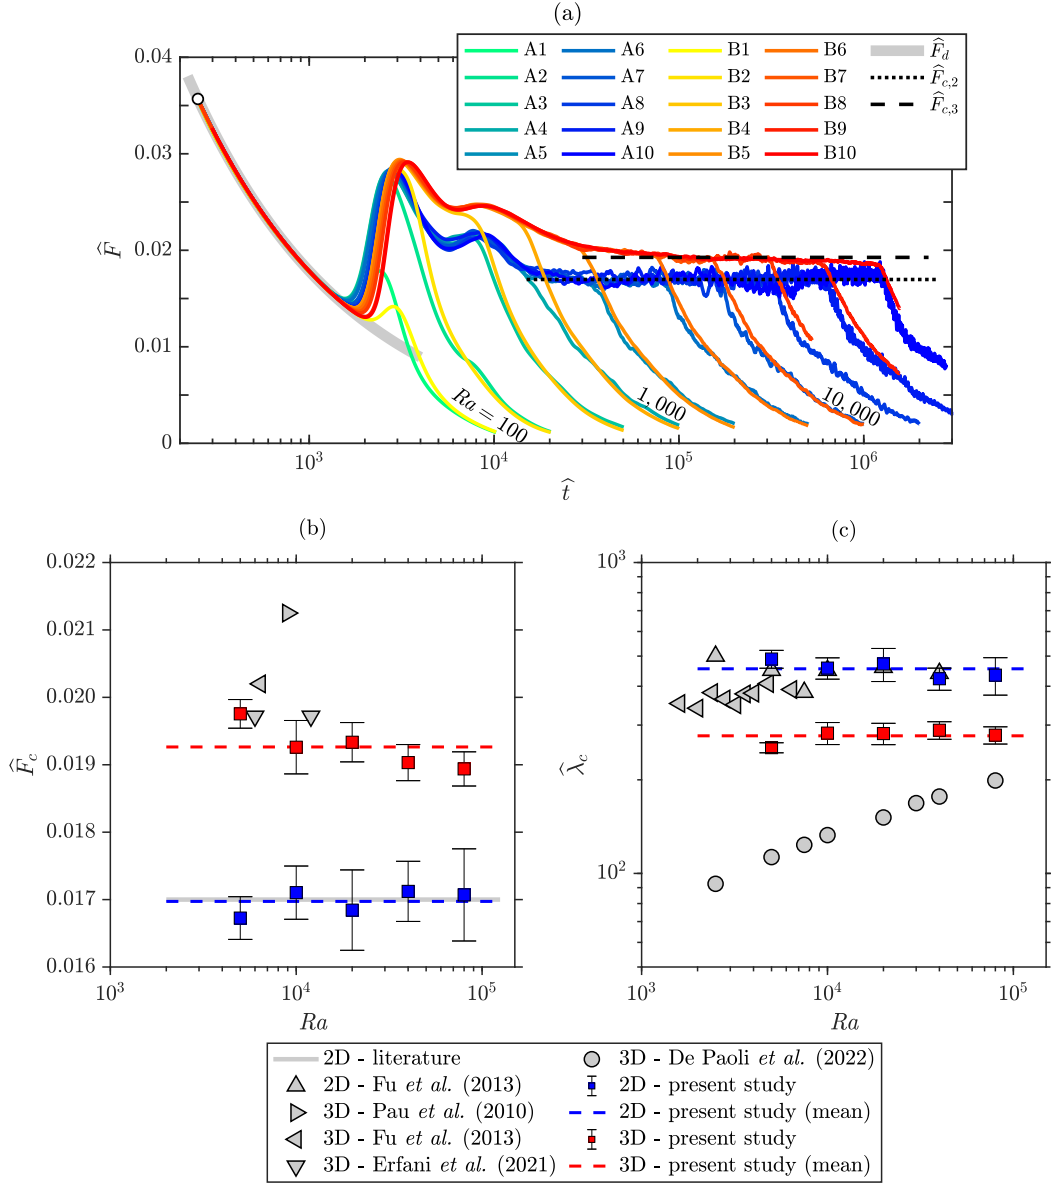 (a)
A1 A6 B1 B6 F̂_d
A2 A7 B2 B7 F̂_{c,2}
A3 A8 B3 B8 F̂_{c,3}
A4 A9 B4 B9
A5 A10 B5 B10
0.04
0.03
0.02
0.01
0
F̂
Ra = 100
1,000
10,000
10^3 10^4 10^5 10^6
t̂
(b)
0.022
0.021
0.020
0.019
0.018
0.017
0.016
F̂_c
10^3 10^4 10^5
Ra
(c)
10^3
10^2
λ̂_c
10^3 10^4 10^5
Ra
2D - literature
2D - Fu et al. (2013)
3D - Pau et al. (2010)
3D - Fu et al. (2013)
3D - Erfani et al. (2021)
3D - De Paoli et al. (2022)
2D - present study
2D - present study (mean)
3D - present study
3D - present study (mean)